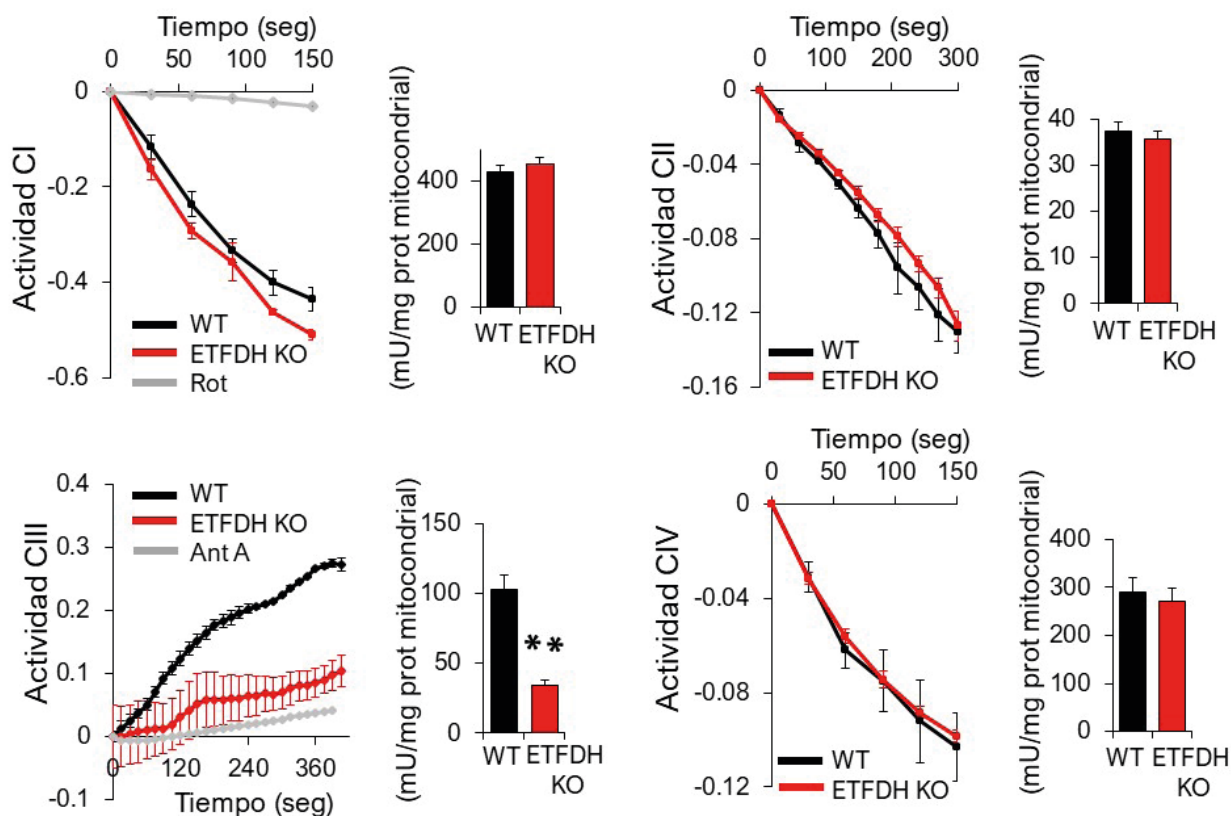 Tiempo (seg)
0 60 100 150
0
-0.2
-0.4
-0.6
Actividad CI
WT
ETFDH KO
Rot
(mU/mg prot mitocondrial)
400
200
0
WT ETFDH
KO
Tiempo (seg)
0 100 200 300
0
-0.04
-0.08
-0.12
-0.16
Actividad CII
WT
ETFDH KO
(mU/mg prot mitocondrial)
40
30
20
10
0
WT ETFDH
KO
0.4
0.3
0.2
0.1
0
-0.1
Actividad CIII
WT
ETFDH KO
Ant A
0 120 240 360
Tiempo (seg)
(mU/mg prot mitocondrial)
150
100
50
0
**
WT ETFDH
KO
Tiempo (seg)
0 50 100 150
0
-0.04
-0.08
-0.12
Actividad CIV
WT
ETFDH KO
(mU/mg prot mitocondrial)
400
300
200
100
0
WT ETFDH
KO